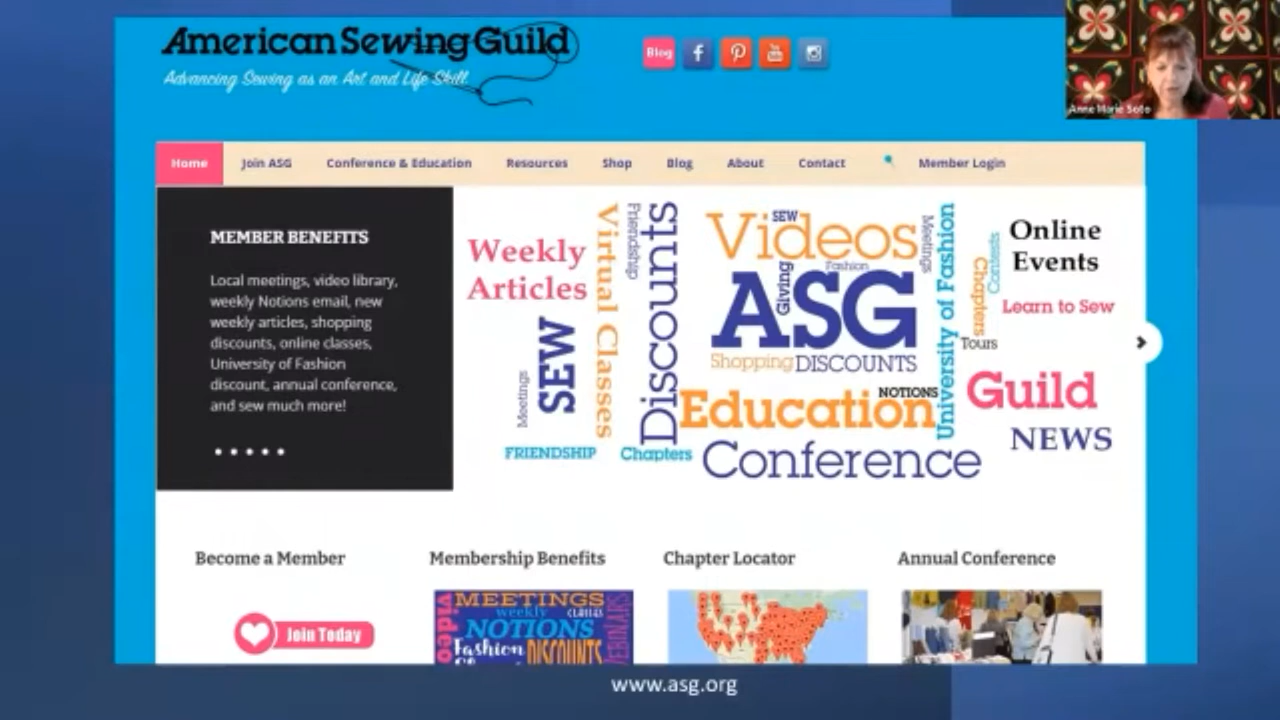 American Sewing Guild
Advancing Sewing as an Art and Life Skill
Blog
You
Anne Marie Soto
Home
Join ASG
Conference & Education
Resources
Shop
Blog
About
Contact
Member Login
MEMBER BENEFITS
Local meetings, video library,
weekly Notions email, new
weekly articles, shopping
discounts, online classes,
University of Fashion
discount, annual conference,
and sew much more!
Weekly
Articles
SEW
Meetings
FRIENDSHIP
Virtual Classes
Friendship
Discounts
Chapters
Videos
SEW
Fashion
Giving
ASG
Shopping
DISCOUNTS
NOTIONS
Education
Conference
Meetings
University of Fashion
Contests
Chapters
Tours
Online
Events
Learn to Sew
Guild
NEWS
Become a Member
Membership Benefits
Chapter Locator
Annual Conference
Join Today
MEETINGS
weekly
CLASSES
NOTIONS
Fashion
DISCOUNTS
video
WEBINARS
www.asg.org